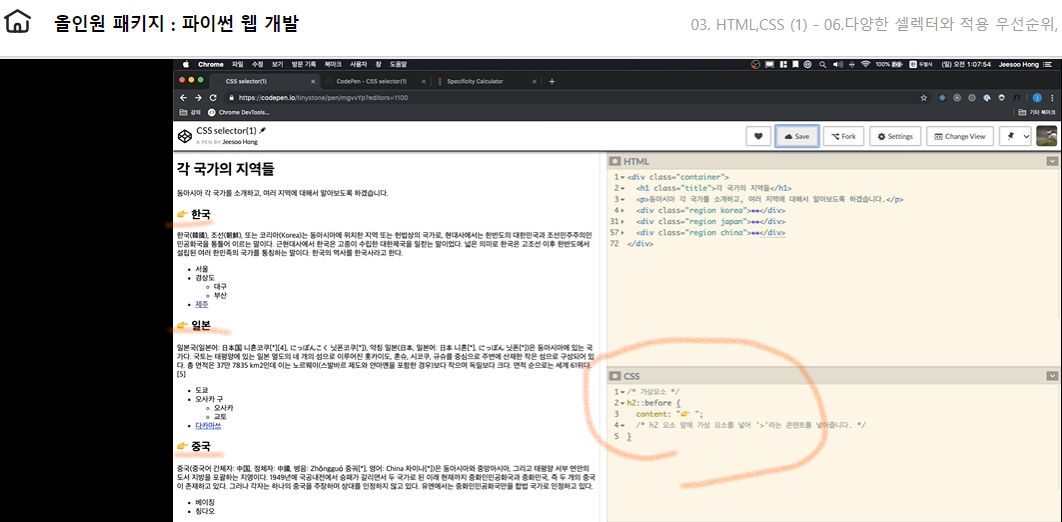 올인원 패키지 : 파이썬 웹 개발
03. HTML,CSS (1) - 06.다양한 셀렉터와 적용 우선순위,
Chrome 파일 수정 보기 방문 기록 북마크 사용자 창 도움말
100% 두벌식 (일) 오전 1:07:54 Jeesoo Hong
CSS selector(1)
CodePen - CSS selector(1)
Specificity Calculator
https://codepen.io/tinystone/pen/mgvvYp?editors=1100
강의
Chrome DevTools...
기타 북마크
CSS selector(1)
A PEN BY Jeesoo Hong
Save
Fork
Settings
Change View
각 국가의 지역들
동아시아 각 국가를 소개하고, 여러 지역에 대해서 알아보도록 하겠습니다.
👉 한국
한국(韓國), 조선(朝鮮), 또는 코리아(Korea)는 동아시아에 위치한 지역 또는 헌법상의 국가로, 현대사에서는 한반도의 대한민국과 조선민주주의인
민공화국을 통틀어 이르는 말이다. 근현대사에서 한국은 고종이 수립한 대한제국을 일컫는 말이었다. 넓은 의미로 한국은 고조선 이후 한반도에서
설립된 여러 한민족의 국가를 통칭하는 말이다. 한국의 역사를 한국사라고 한다.
서울
경상도
대구
부산
제주
👉 일본
일본국(일본어: 日本国 니혼코쿠[*][4], にっぽんこく 닛폰코쿠[*]), 약칭 일본(日本, 일본어: 日本 니혼[*], にっぽん 닛폰[*])은 동아시아에 있는 국
가다. 국토는 태평양에 있는 일본 열도의 네 개의 섬으로 이루어진 홋카이도, 혼슈, 시코쿠, 규슈를 중심으로 주변에 산재한 작은 섬으로 구성되어 있
다. 총 면적은 37만 7835 km2인데 이는 노르웨이(스발바르 제도와 얀마옌을 포함한 경우)보다 작으며 독일보다 크다. 면적 순으로는 세계 61위다.
[5]
도쿄
오사카 구
오사카
교토
다카마쓰
👉 중국
중국(중국어 간체자: 中国, 정체자: 中國, 병음: Zhōngguó 중궈[*], 영어: China 차이나[*])은 동아시아와 중앙아시아, 그리고 태평양 서부 연안의
도서 지방을 포괄하는 지명이다. 1949년에 국공내전에서 승패가 갈리면서 두 국가로 된 이래 현재까지 중화인민공화국과 중화민국, 즉 두 개의 중국
이 존재하고 있다. 그러나 각자는 하나의 중국을 주장하며 상대를 인정하지 않고 있다. 유엔에서는 중화인민공화국만을 합법 국가로 인정하고 있다.
베이징
칭다오
HTML
1 <div class="container">
2 <h1 class="title">각 국가의 지역들</h1>
3 <p>동아시아 각 국가를 소개하고, 여러 지역에 대해서 알아보도록 하겠습니다.</p>
4 <div class="region korea"></div>
31 <div class="region japan"></div>
57 <div class="region china"></div>
72 </div>
CSS
1 /* 가상요소 */
2 h2::before {
3 content: "👉 ";
4 /* h2 요소 앞에 가상 요소를 넣어 '>'라는 콘텐트를 넣어줍니다. */
5 }